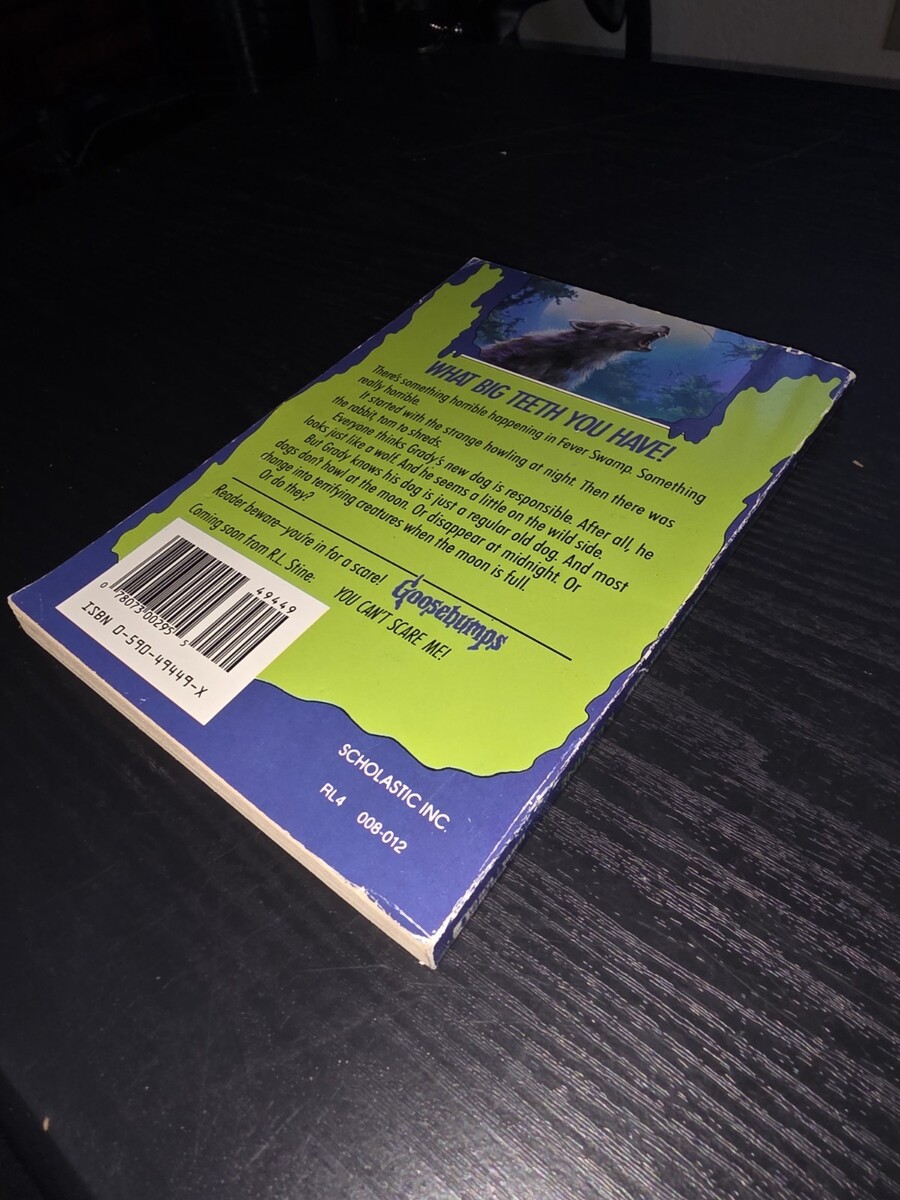 WHAT BIG TEETH YOU HAVE!
There's something horrible happening in Fever Swamp. Something
really horrible.
It started with the strange howling at night. Then there was
the rabbit, torn to shreds.
Everyone thinks Grady's new dog is responsible. After all, he
looks just like a wolf. And he seems a little on the wild side.
But Grady knows his dog is just a regular old dog. And most
dogs don't howl at the moon. Or disappear at midnight. Or
change into terrifying creatures when the moon is full.
Or do they?
Goosebumps
Reader beware—you're in for a scare!
Coming soon from R.L. Stine:
YOU CAN'T SCARE ME!
49449
0 78073 00295 5
ISBN 0-590-49449-X
SCHOLASTIC INC.
RL4 008-012